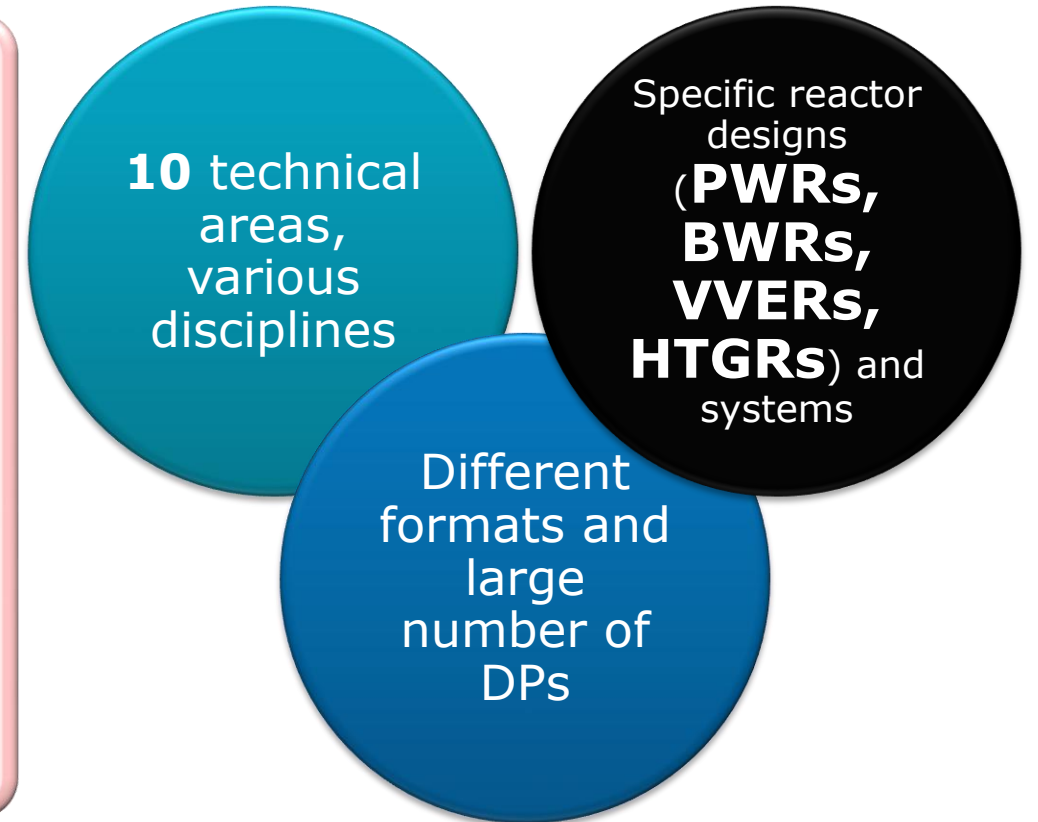 10 technical
areas,
various
disciplines
Specific reactor
designs
(PWRs,
BWRs,
VVERs,
HTGRs) and
systems
Different
formats and
large
number of
DPs